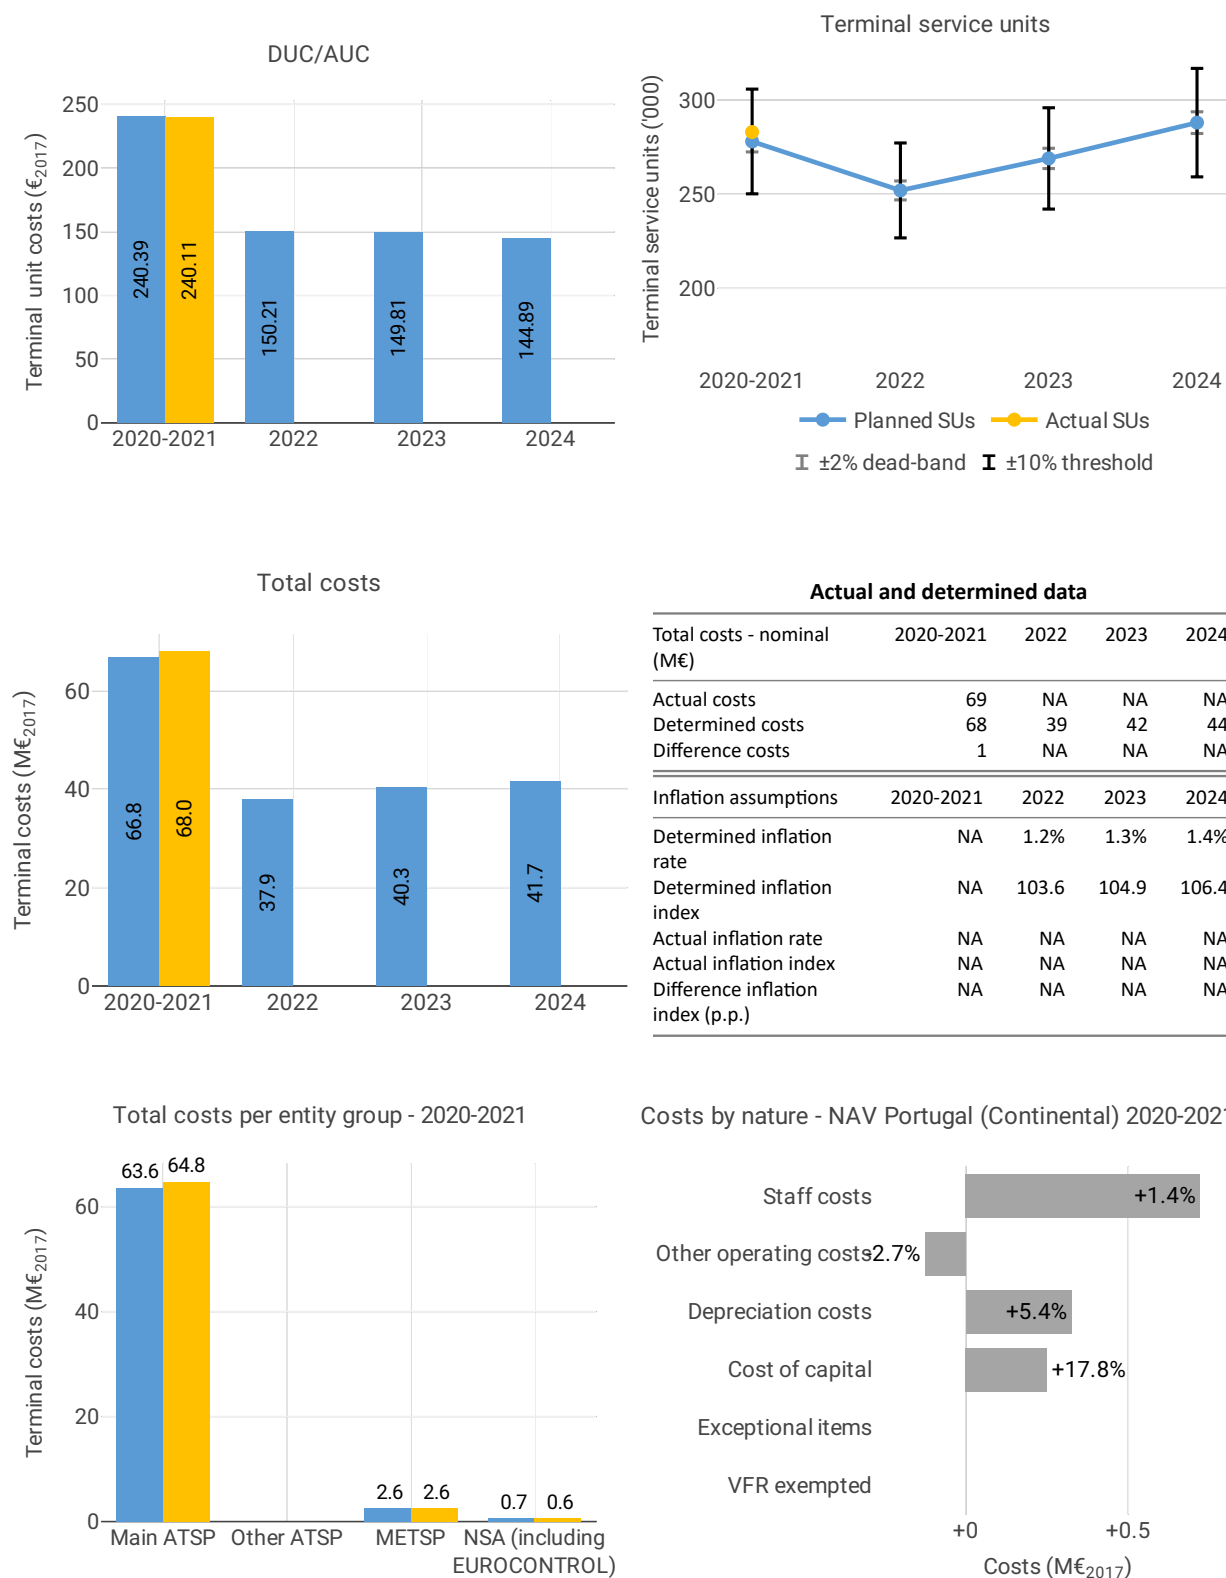 DUC/AUC
Terminal unit costs (€2017)
250
200
150
100
50
0
240.39
240.11
150.21
149.81
144.89
2020-2021
2022
2023
2024
Terminal service units
Terminal service units ('000)
300
250
200
2020-2021
2022
2023
2024
Planned SUs
Actual SUs
±2% dead-band
±10% threshold
Total costs
Terminal costs (M€2017)
60
40
20
0
66.8
68.0
37.9
40.3
41.7
2020-2021
2022
2023
2024
Actual and determined data
Total costs - nominal 2020-2021 2022 2023 2024
(M€)
Actual costs 69 NA NA NA
Determined costs 68 39 42 44
Difference costs 1 NA NA NA
Inflation assumptions 2020-2021 2022 2023 2024
Determined inflation NA 1.2% 1.3% 1.4%
rate
Determined inflation NA 103.6 104.9 106.4
index
Actual inflation rate NA NA NA NA
Actual inflation index NA NA NA NA
Difference inflation NA NA NA NA
index (p.p.)
Total costs per entity group - 2020-2021
Terminal costs (M€2017)
60
40
20
0
63.6
64.8
2.6
2.6
0.7
0.6
Main ATSP
Other ATSP
METSP
NSA (including
EUROCONTROL)
Costs by nature - NAV Portugal (Continental) 2020-2021
Staff costs +1.4%
Other operating costs -2.7%
Depreciation costs +5.4%
Cost of capital +17.8%
Exceptional items
VFR exempted
+0
+0.5
Costs (M€2017)